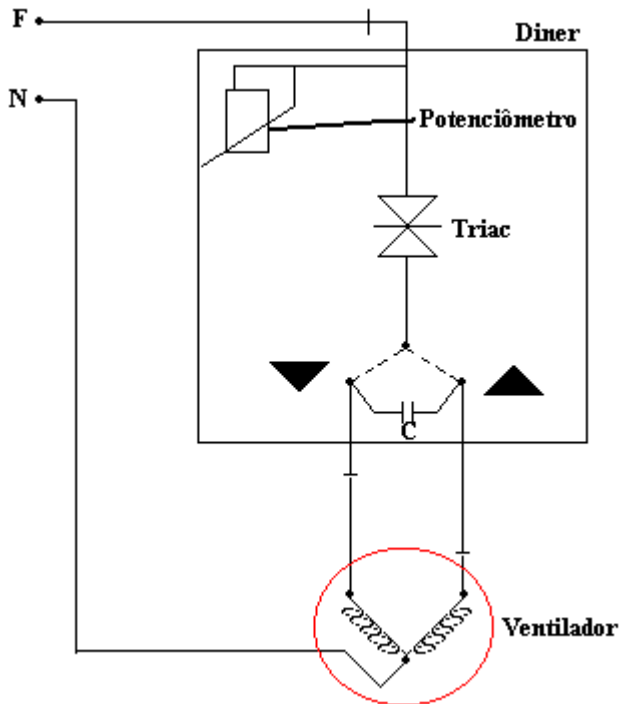 F
Diner
N
Potenciômetro
Triac
C
Ventilador